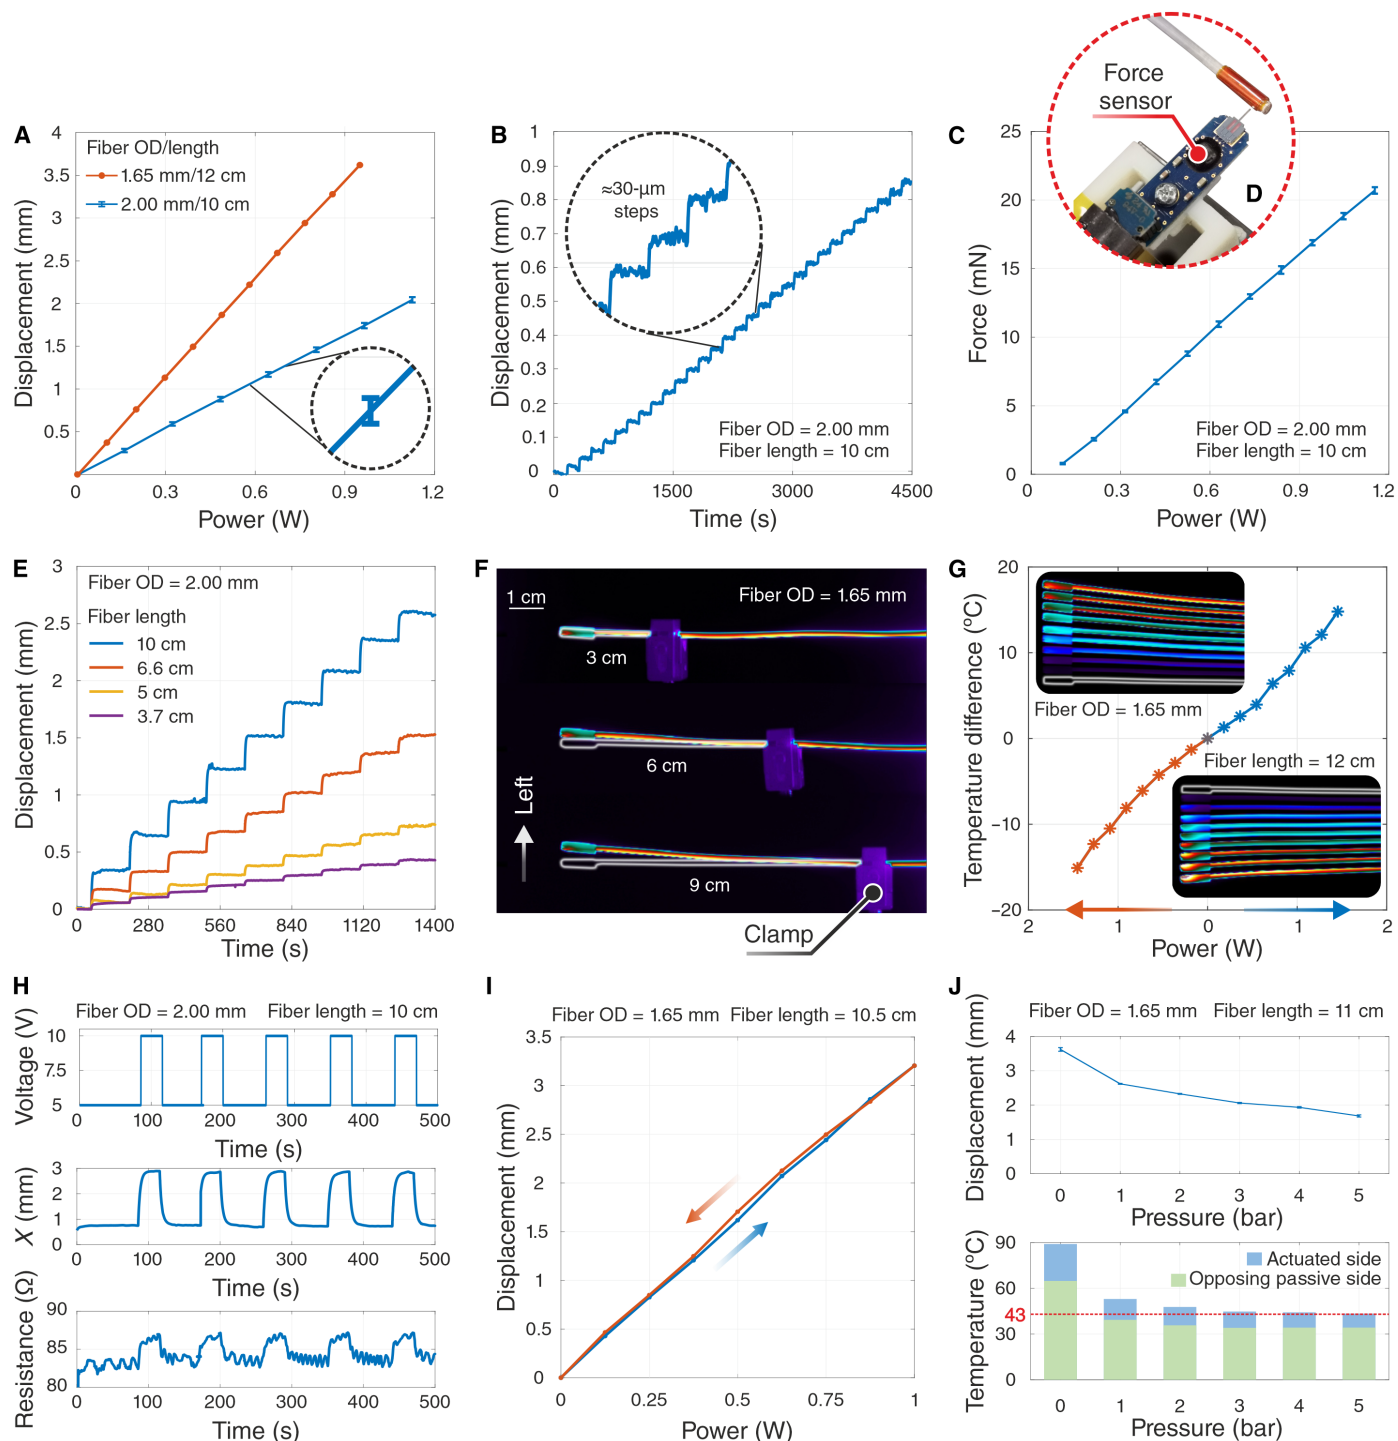 A
Fiber OD/length
1.65 mm/12 cm
2.00 mm/10 cm
4
3.5
3
2.5
2
1.5
1
0.5
0
0.3
0.6
0.9
1.2
Displacement (mm)
Power (W)
B
≈30-μm
steps
1
0.9
0.8
0.7
0.6
0.5
0.4
0.3
0.2
0.1
0
0
1500
3000
4500
Fiber OD = 2.00 mm
Fiber length = 10 cm
Displacement (mm)
Time (s)
C
Force
sensor
D
25
20
15
10
5
0
0
0.3
0.6
0.9
1.2
Fiber OD = 2.00 mm
Fiber length = 10 cm
Force (mN)
Power (W)
E
Fiber OD = 2.00 mm
Fiber length
10 cm
6.6 cm
5 cm
3.7 cm
3
2.5
2
1.5
1
0.5
0
0
280
560
840
1120
1400
Displacement (mm)
Time (s)
F
1 cm
Fiber OD = 1.65 mm
3 cm
6 cm
9 cm
Left
Clamp
G
20
10
0
−10
−20
2
1
0
1
2
Fiber OD = 1.65 mm
Fiber length = 12 cm
Temperature difference (ºC)
Power (W)
H
Fiber OD = 2.00 mm Fiber length = 10 cm
Voltage (V)
10
7.5
5
0 100 200 300 400 500
Time (s)
X (mm)
3
2
1
0
0 100 200 300 400 500
Time (s)
Resistance (Ω)
90
85
80
0 100 200 300 400 500
Time (s)
I
Fiber OD = 1.65 mm Fiber length = 10.5 cm
3.5
3
2.5
2
1.5
1
0.5
0
0
0.25
0.5
0.75
1
Displacement (mm)
Power (W)
J
Fiber OD = 1.65 mm Fiber length = 11 cm
Displacement (mm)
4
3
2
1
0
0 1 2 3 4 5
Pressure (bar)
Temperature (ºC)
90
60
43
30
0
Actuated side
Opposing passive side
0 1 2 3 4 5
Pressure (bar)